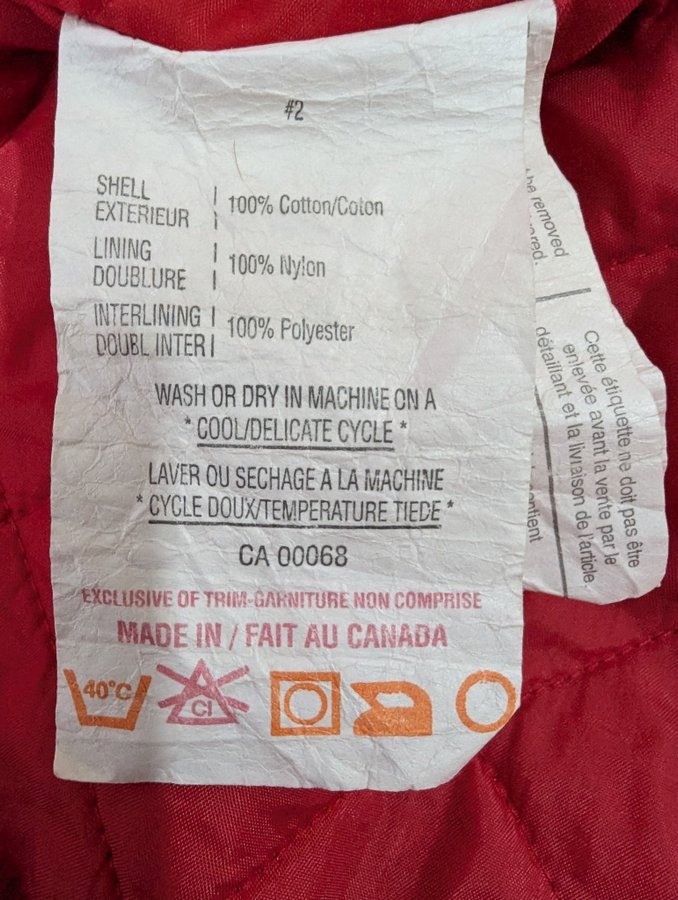 #2
SHELL
EXTERIEUR
100% Cotton/Coton
LINING
DOUBLURE
100% Nylon
INTERLINING
DOUBL INTER
100% Polyester
WASH OR DRY IN MACHINE ON A
* COOL/DELICATE CYCLE *
LAVER OU SECHAGE A LA MACHINE
* CYCLE DOUX/TEMPERATURE TIEDE *
CA 00068
EXCLUSIVE OF TRIM-GARNITURE NON COMPRISE
MADE IN / FAIT AU CANADA
40°C
Cl
be removed
Cette étiquette ne doit pas être
enlevée avant la vente par le
détaillant et la livraison de l'article